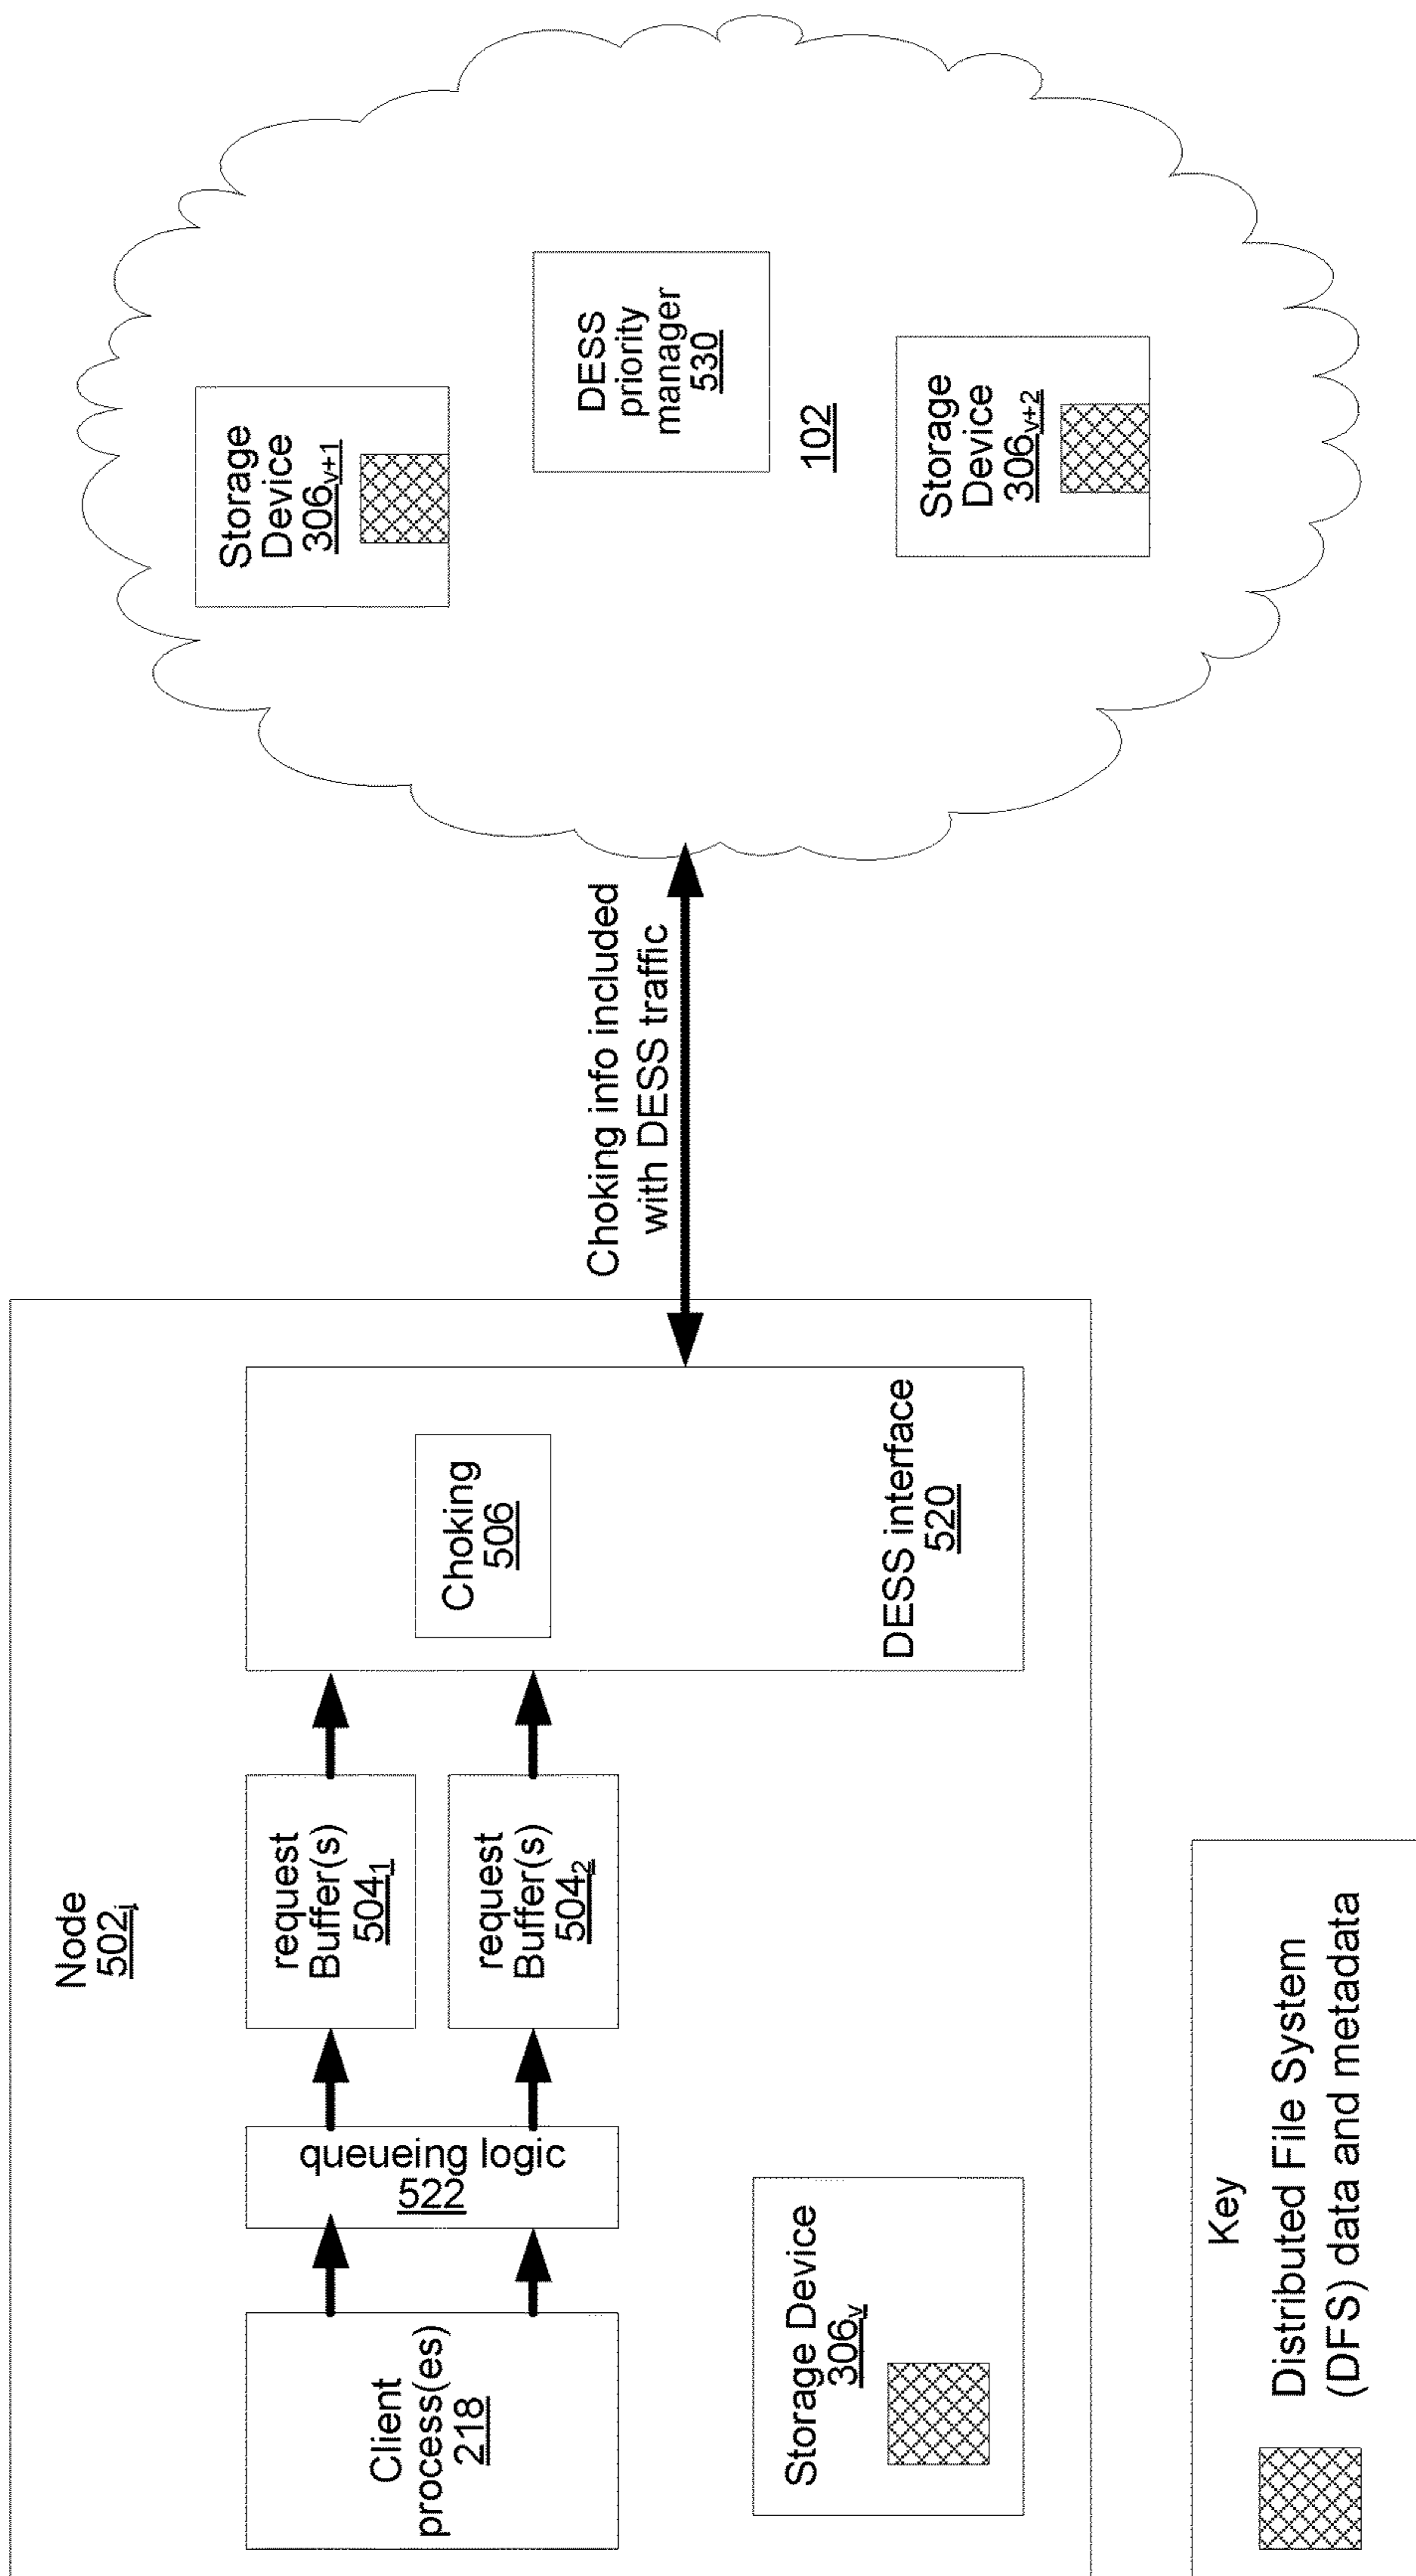 Node
502j
Client
process(es)
218
queueing logic
522
request
Buffer(s)
5041
request
Buffer(s)
5042
Choking
506
DESS interface
520
Storage Device
306v
Choking info included
with DESS traffic
Storage
Device
306v+1
DESS
priority
manager
530
102
Storage
Device
306v+2
Key
Distributed File System
(DFS) data and metadata